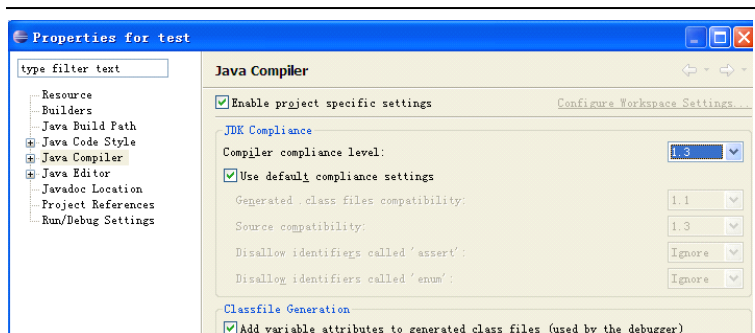 Properties for test
type filter text
Resource
Builders
Java Build Path
Java Code Style
Java Compiler
Java Editor
Javadoc Location
Project References
Run/Debug Settings
Java Compiler
Enable project specific settings
Configure Workspace Settings...
JDK Compliance
Compiler compliance level:
1.3
Use default compliance settings
Generated .class files compatibility:
1.1
Source compatibility:
1.3
Disallow identifiers called 'assert':
Ignore
Disallow identifiers called 'enum':
Ignore
Classfile Generation
Add variable attributes to generated class files (used by the debugger)